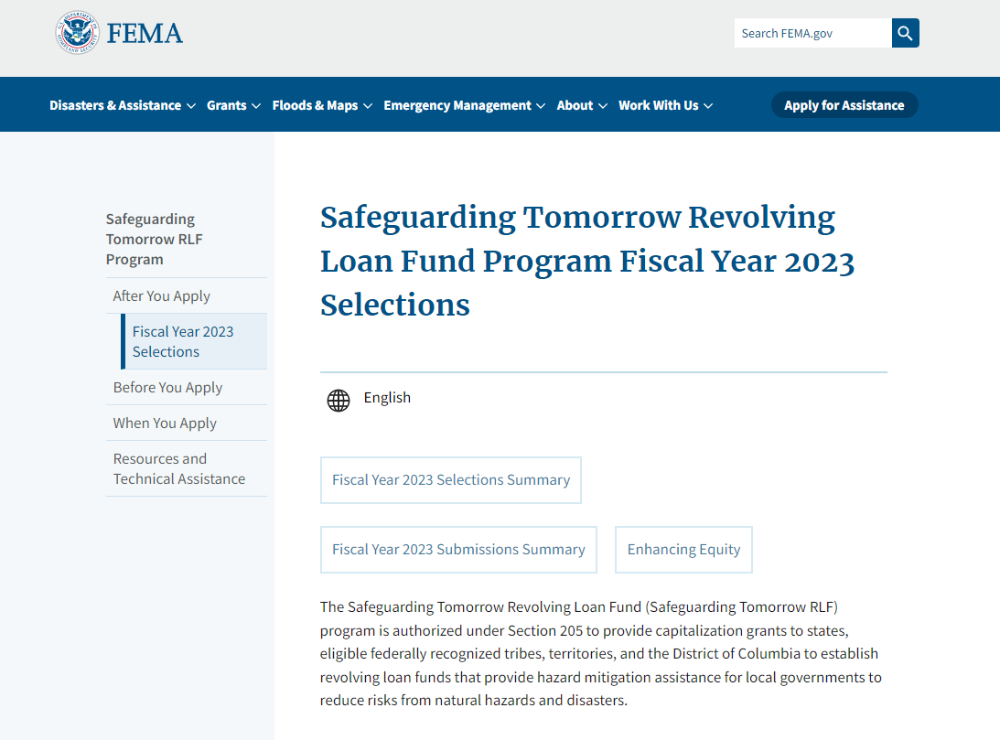 FEMA
Search FEMA.gov
Disasters & Assistance Grants Floods & Maps Emergency Management About Work With Us Apply for Assistance
Safeguarding
Tomorrow RLF
Program
After You Apply
Fiscal Year 2023
Selections
Before You Apply
When You Apply
Resources and
Technical Assistance
Safeguarding Tomorrow Revolving
Loan Fund Program Fiscal Year 2023
Selections
English
Fiscal Year 2023 Selections Summary
Fiscal Year 2023 Submissions Summary Enhancing Equity
The Safeguarding Tomorrow Revolving Loan Fund (Safeguarding Tomorrow RLF)
program is authorized under Section 205 to provide capitalization grants to states,
eligible federally recognized tribes, territories, and the District of Columbia to establish
revolving loan funds that provide hazard mitigation assistance for local governments to
reduce risks from natural hazards and disasters.